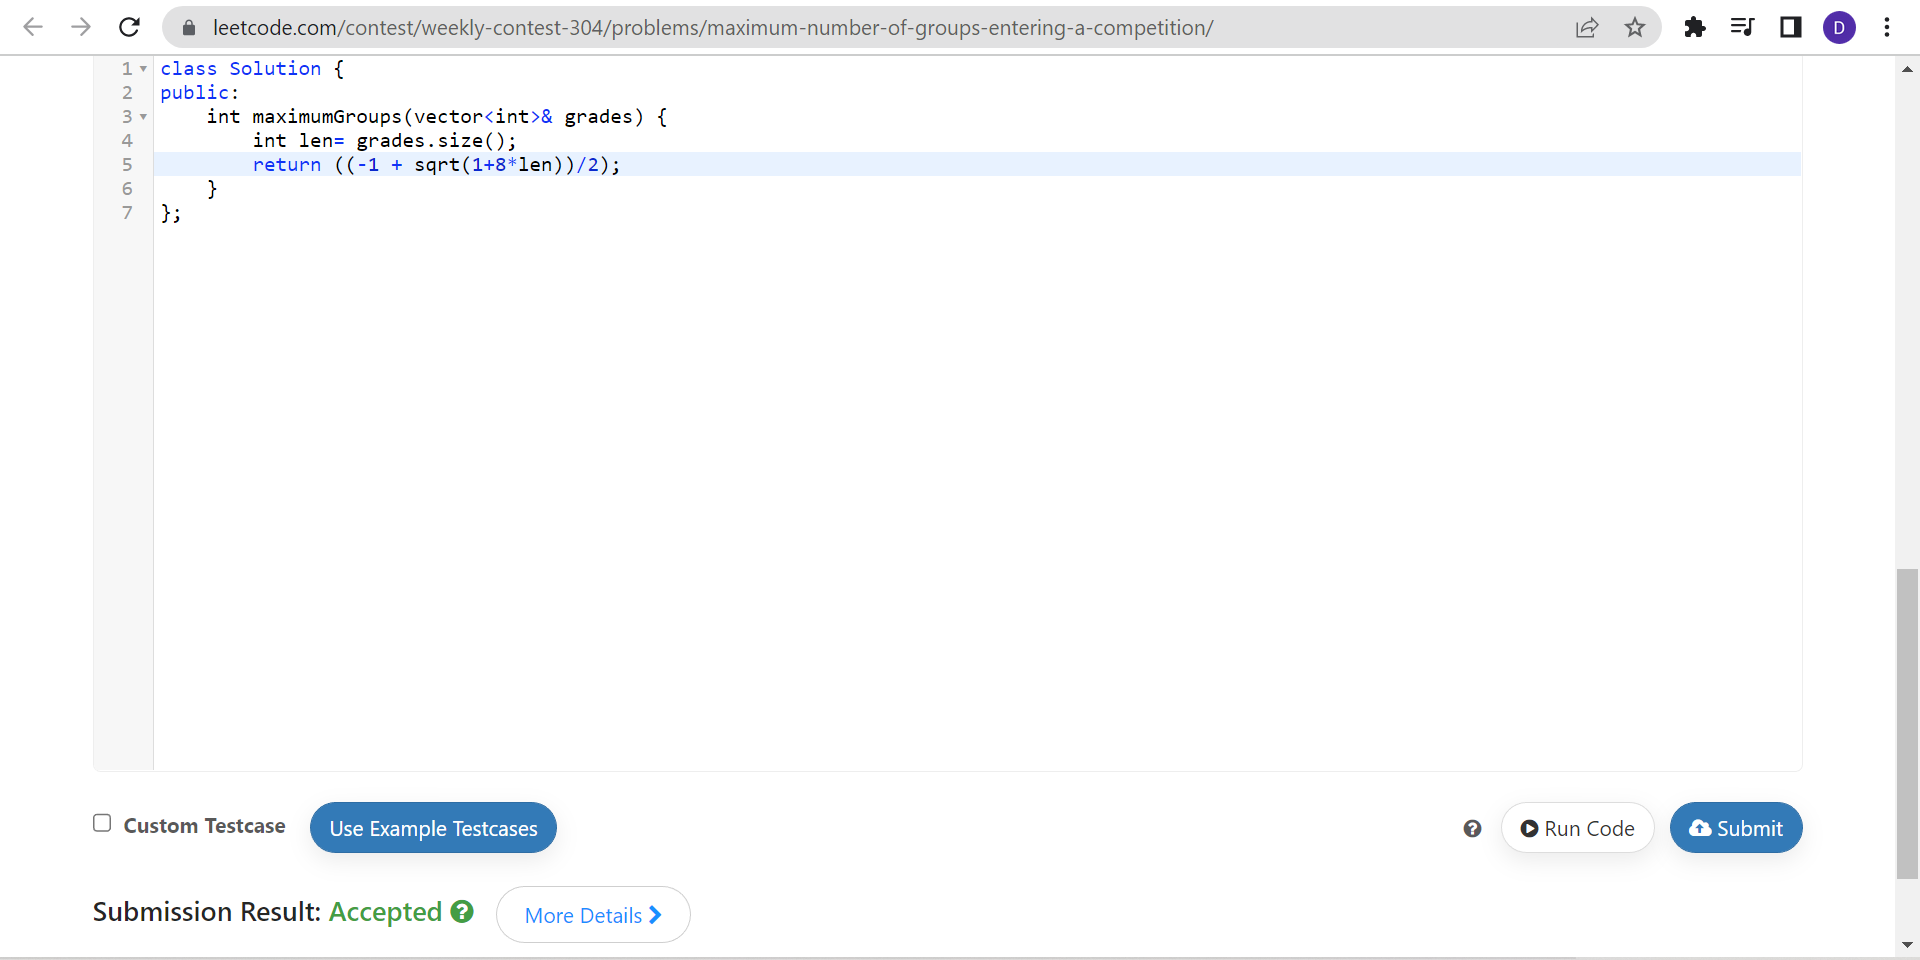 leetcode.com/contest/weekly-contest-304/problems/maximum-number-of-groups-entering-a-competition/
D
1 class Solution {
2 public:
3     int maximumGroups(vector<int>& grades) {
4         int len= grades.size();
5         return ((-1 + sqrt(1+8*len))/2);
6     }
7 };
Custom Testcase Use Example Testcases ? Run Code Submit
Submission Result: Accepted ? More Details